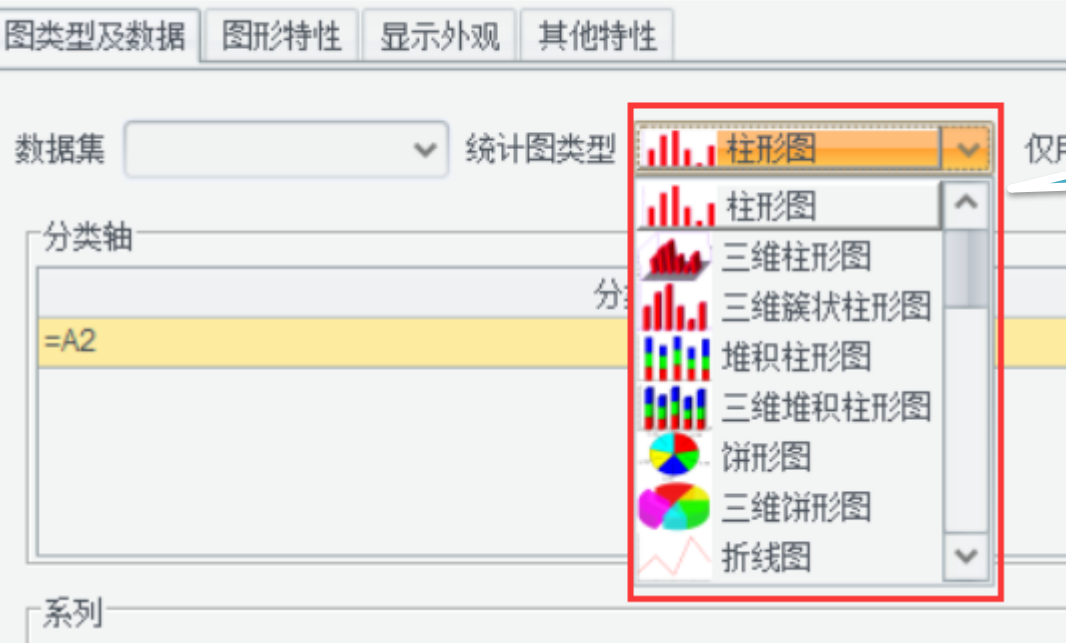 图类型及数据 图形特性 显示外观 其他特性
数据集 统计图类型 柱形图
柱形图
三维柱形图
三维簇状柱形图
堆积柱形图
三维堆积柱形图
饼形图
三维饼形图
折线图
分类轴
=A2
系列